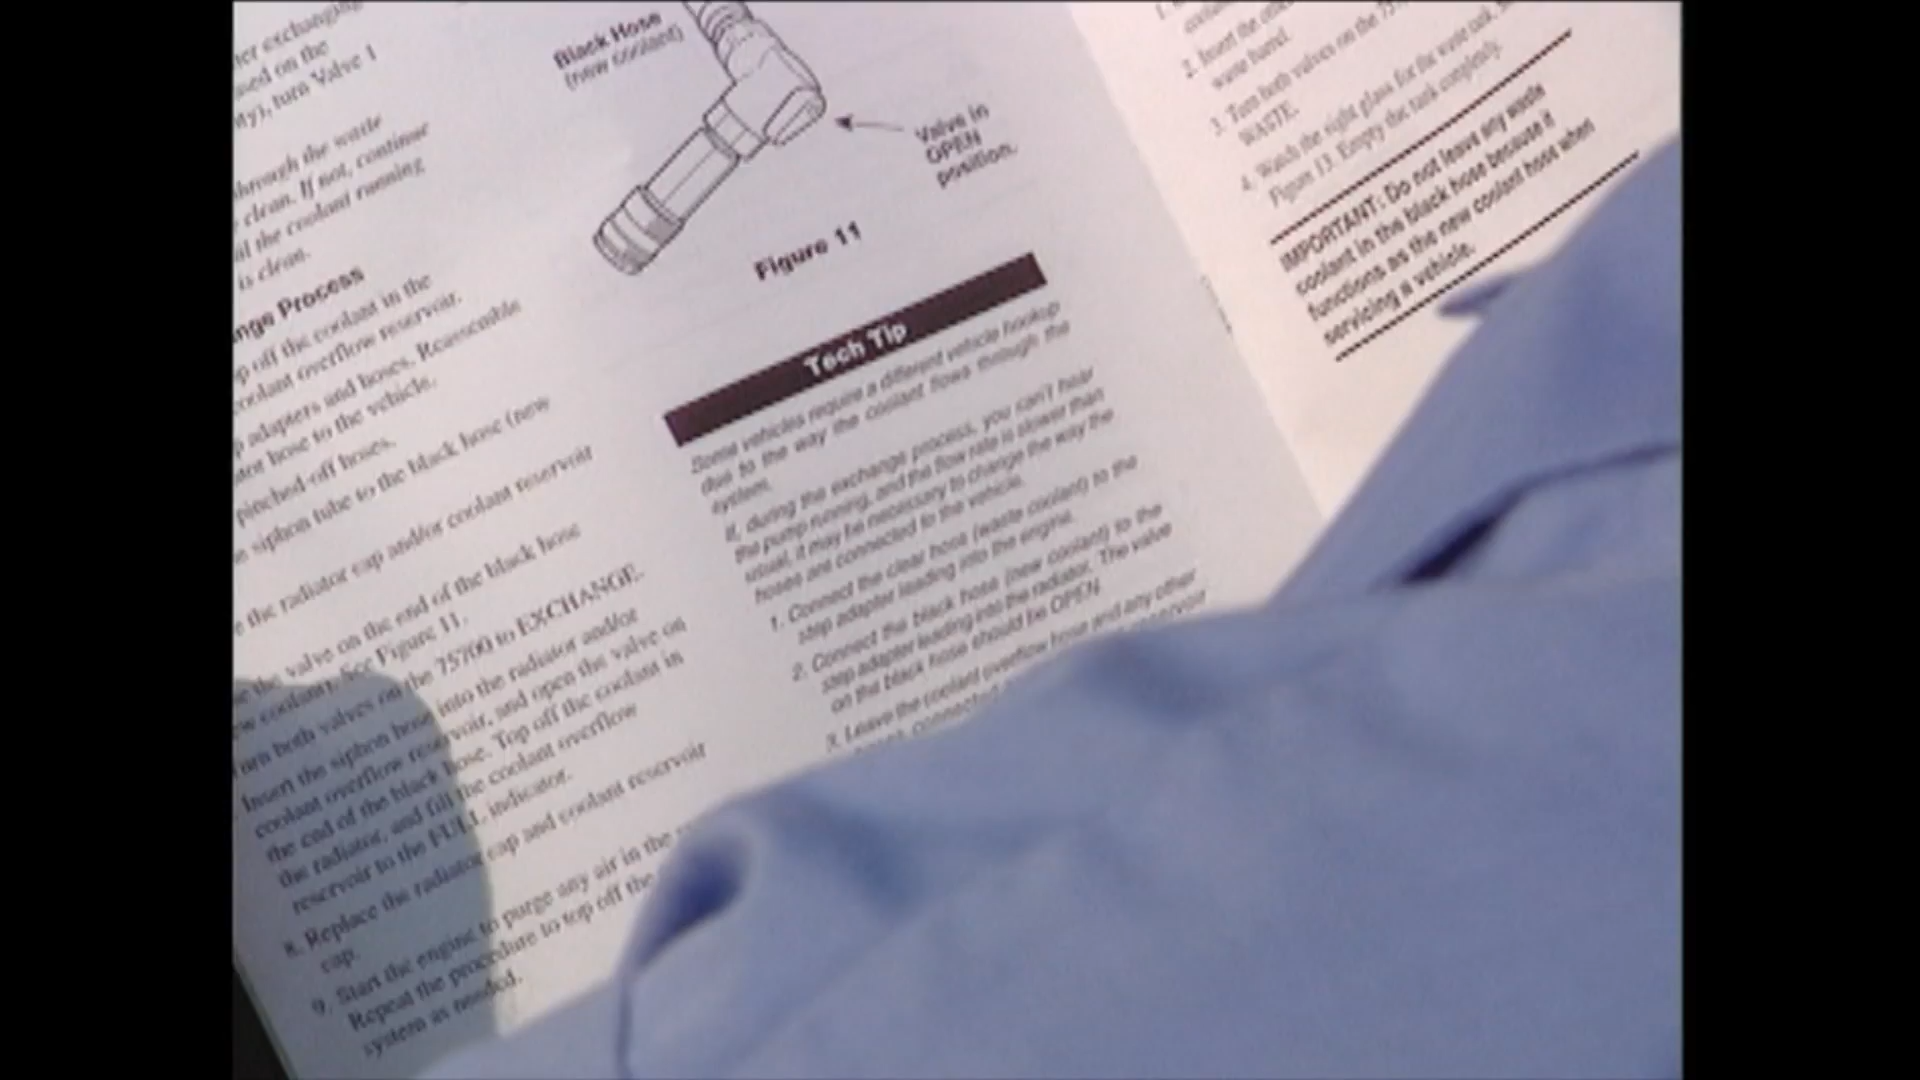 ter exchanging
ased on the
ty), turn Valve 1
through the waste
clean. If not, continue
il the coolant running
is clean.
nge Process
p off the coolant in the
coolant overflow reservoir.
p adapters and hoses. Reassemble
ator hose to the vehicle.
pinched-off hoses.
e siphon tube to the black hose (new
e the radiator cap and/or coolant reservoir
e the valve on the end of the black hose
ew coolant). See Figure 11.
Turn both valves on the 75700 to EXCHANGE.
Insert the siphon hose into the radiator and/or
coolant overflow reservoir, and open the valve on
the end of the black hose. Top off the coolant in
the radiator, and fill the coolant overflow
reservoir to the FULL indicator.
8. Replace the radiator cap and coolant reservoir
cap.
9. Start the engine to purge any air in the
Repeat the procedure to top off the
system as needed.
Black Hose
(new coolant)
Valve in
OPEN
position.
Figure 11
Tech Tip
Some vehicles require a different vehicle hookup
due to the way the coolant flows through the
system.
If, during the exchange process, you can't hear
the pump running, and the flow rate is slower than
usual, it may be necessary to change the way the
hoses are connected to the vehicle.
1. Connect the clear hose (waste coolant) to the
step adapter leading into the engine.
2. Connect the black hose (new coolant) to the
step adapter leading into the radiator. The valve
on the black hose should be OPEN.
3. Leave the coolant overflow hose and any other
hoses connected
reservoir
1.
2. Insert the
waste barrel.
3. Turn both valves on the 757
WASTE.
4. Watch the sight glass for the waste tank.
Figure 13. Empty the tank completely.
IMPORTANT: Do not leave any waste
coolant in the black hose because it
functions as the new coolant hose when
servicing a vehicle.